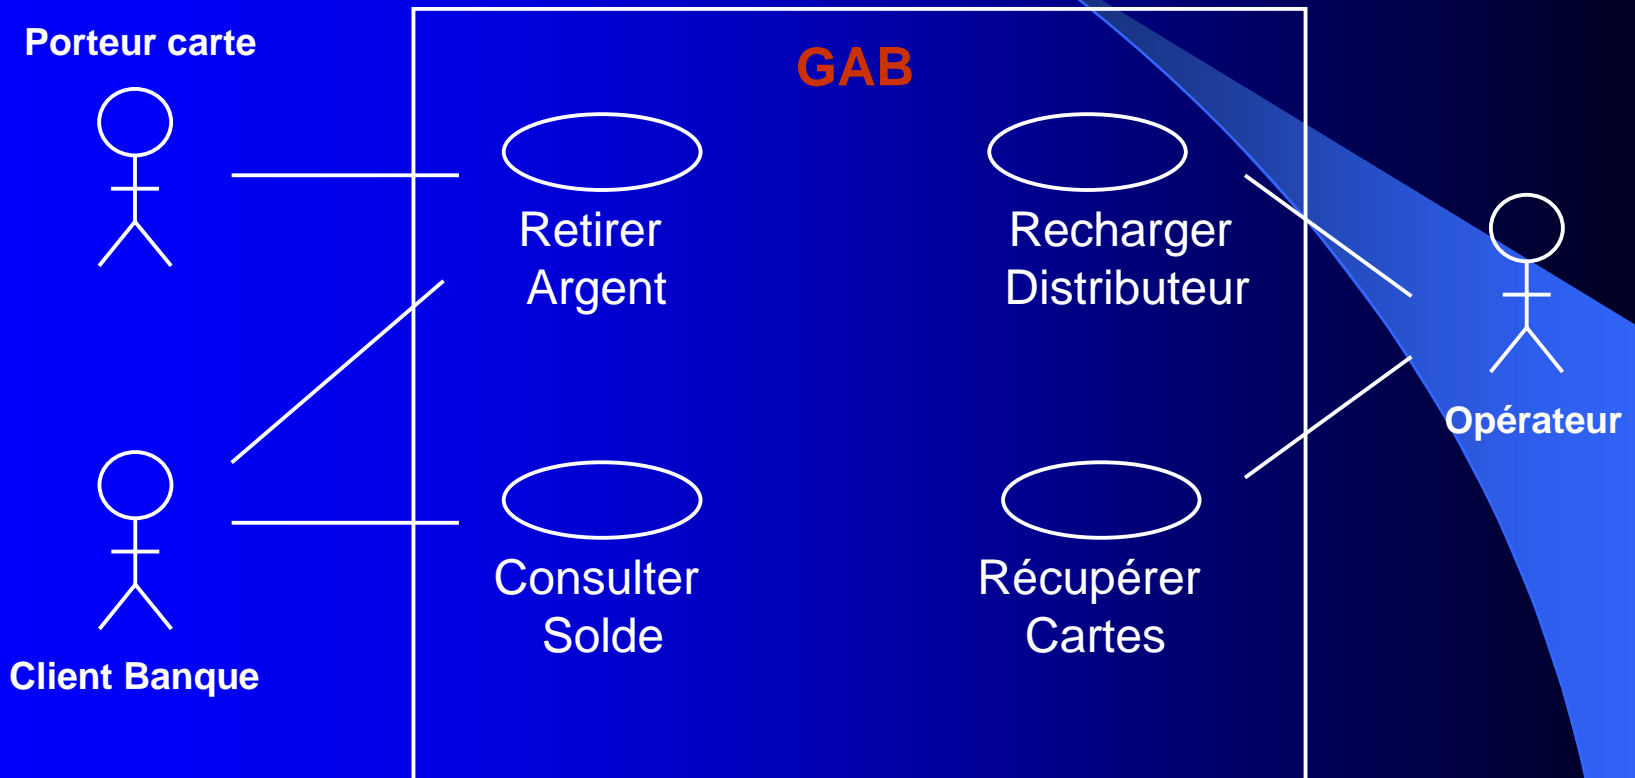 Porteur carte
GAB
Retirer
Argent
Recharger
Distributeur
Opérateur
Consulter
Solde
Récupérer
Cartes
Client Banque